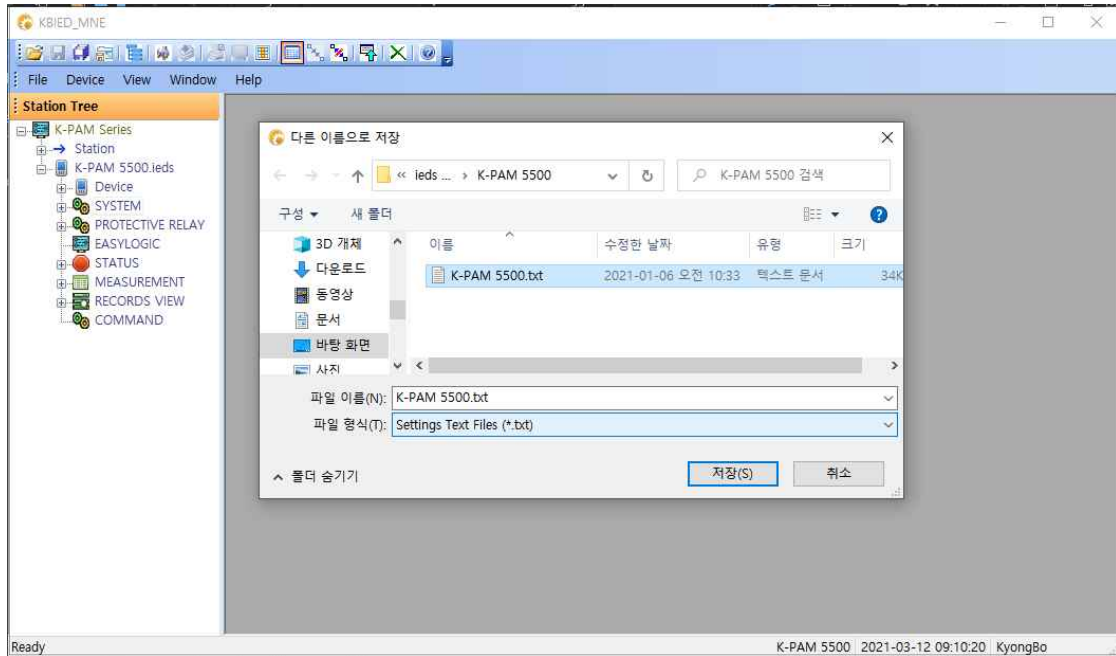 KBIED_MNE
File Device View Window Help
Station Tree
K-PAM Series
Station
K-PAM 5500.ieds
Device
SYSTEM
PROTECTIVE RELAY
EASYLOGIC
STATUS
MEASUREMENT
RECORDS VIEW
COMMAND
다른 이름으로 저장
« ieds ... › K-PAM 5500
K-PAM 5500 검색
구성 새 폴더
이름 수정한 날짜 유형 크기
3D 개체
다운로드
동영상
문서
바탕 화면
사진
K-PAM 5500.txt 2021-01-06 오전 10:33 텍스트 문서 34K
파일 이름(N): K-PAM 5500.txt
파일 형식(T): Settings Text Files (*.txt)
폴더 숨기기 저장(S) 취소
Ready K-PAM 5500 2021-03-12 09:10:20 KyongBo